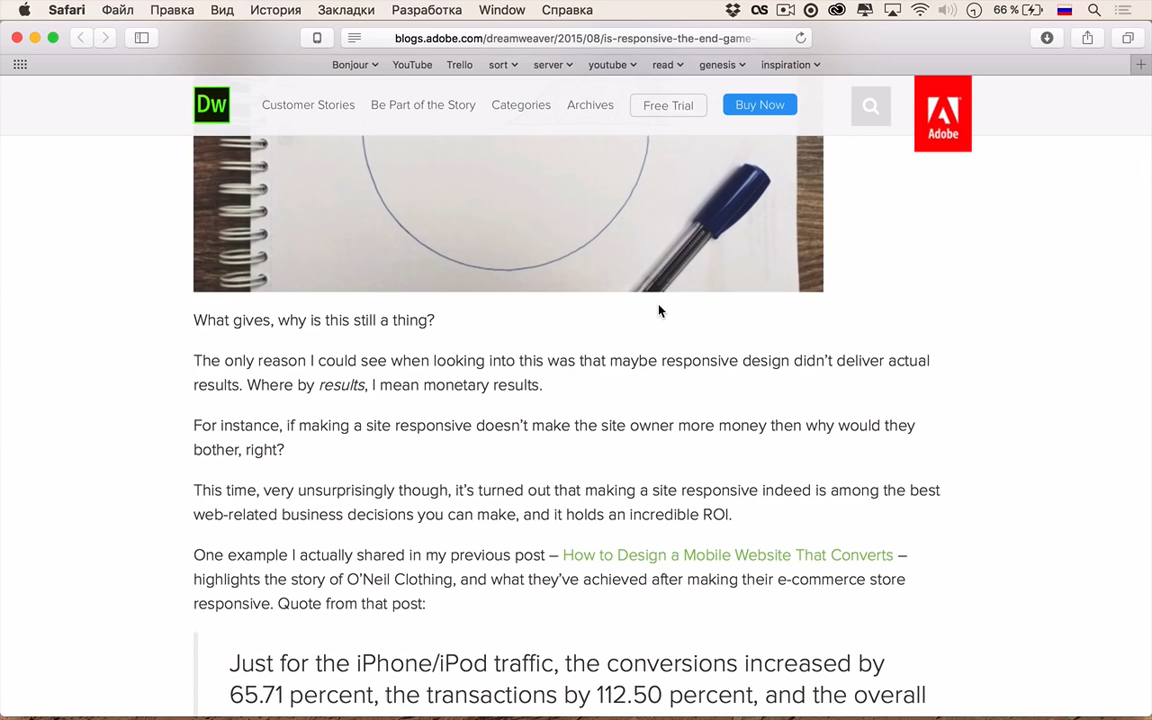 Safari Файл Правка Вид История Закладки Разработка Window Справка 66 %
blogs.adobe.com/dreamweaver/2015/08/is-responsive-the-end-game-
Bonjour YouTube Trello sort server youtube read genesis inspiration
Dw Customer Stories Be Part of the Story Categories Archives Free Trial Buy Now
Adobe
What gives, why is this still a thing?
The only reason I could see when looking into this was that maybe responsive design didn’t deliver actual
results. Where by results, I mean monetary results.
For instance, if making a site responsive doesn’t make the site owner more money then why would they
bother, right?
This time, very unsurprisingly though, it’s turned out that making a site responsive indeed is among the best
web-related business decisions you can make, and it holds an incredible ROI.
One example I actually shared in my previous post – How to Design a Mobile Website That Converts –
highlights the story of O’Neil Clothing, and what they’ve achieved after making their e-commerce store
responsive. Quote from that post:
Just for the iPhone/iPod traffic, the conversions increased by
65.71 percent, the transactions by 112.50 percent, and the overall